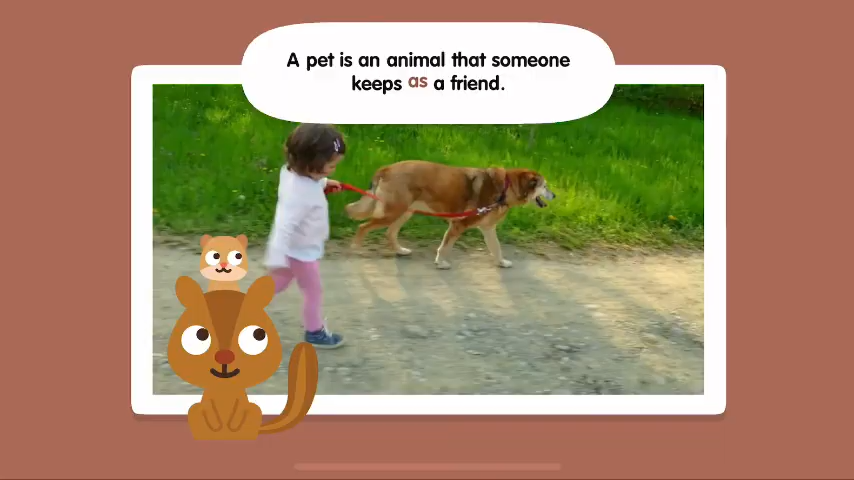 A pet is an animal that someone
keeps as a friend.